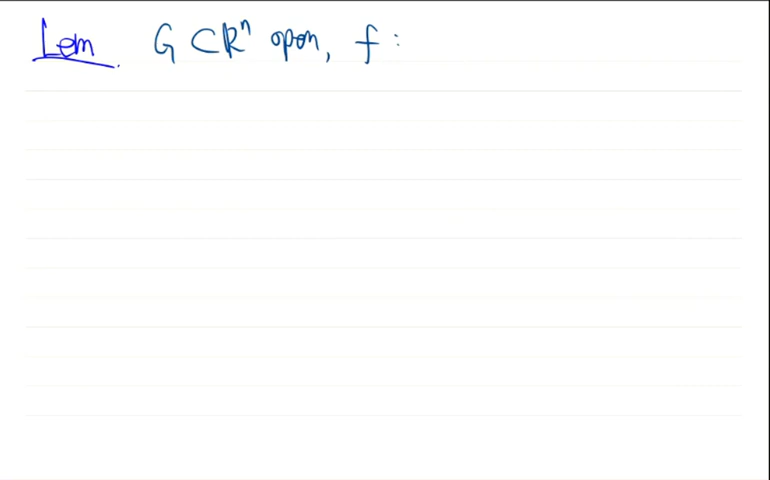 Lem. G ⊂ ℝⁿ open, f :